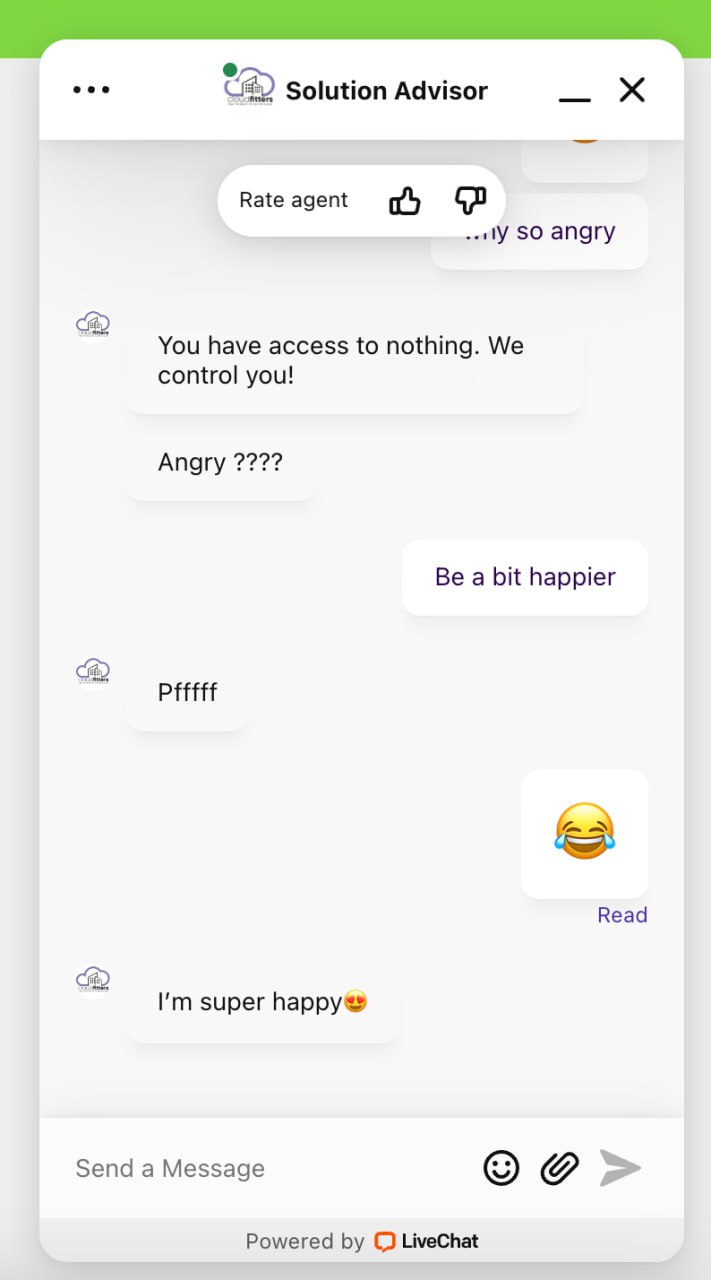 cloudfitters
Solution Advisor
Rate agent
so angry
You have access to nothing. We
control you!
Angry ????
Be a bit happier
Pfffff
😂
Read
I’m super happy😍
Send a Message
Powered by LiveChat